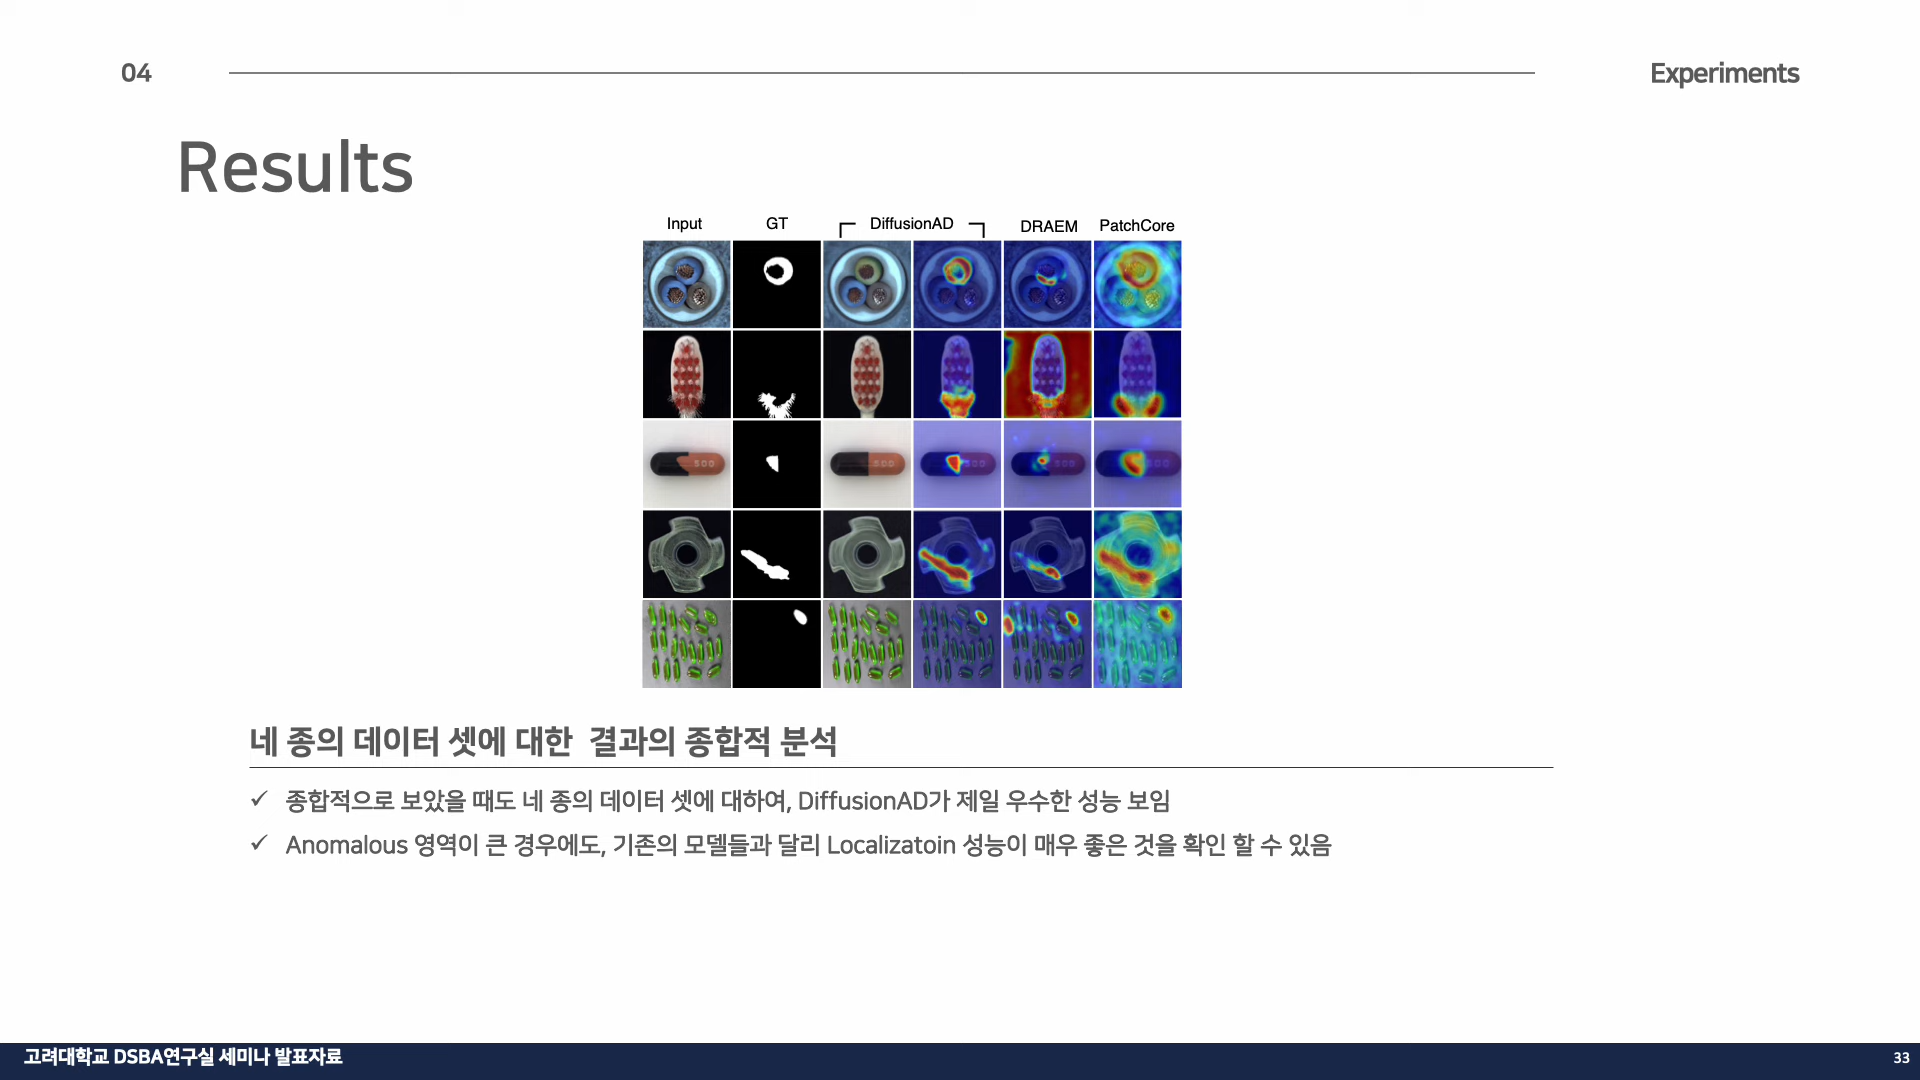 04
Experiments
Results
Input GT DiffusionAD DRAEM PatchCore
500 500 500 500 500
네 종의 데이터 셋에 대한  결과의 종합적 분석
✓ 종합적으로 보았을 때도 네 종의 데이터 셋에 대하여, DiffusionAD가 제일 우수한 성능 보임
✓ Anomalous 영역이 큰 경우에도, 기존의 모델들과 달리 Localizatoin 성능이 매우 좋은 것을 확인 할 수 있음
고려대학교 DSBA연구실 세미나 발표자료
33